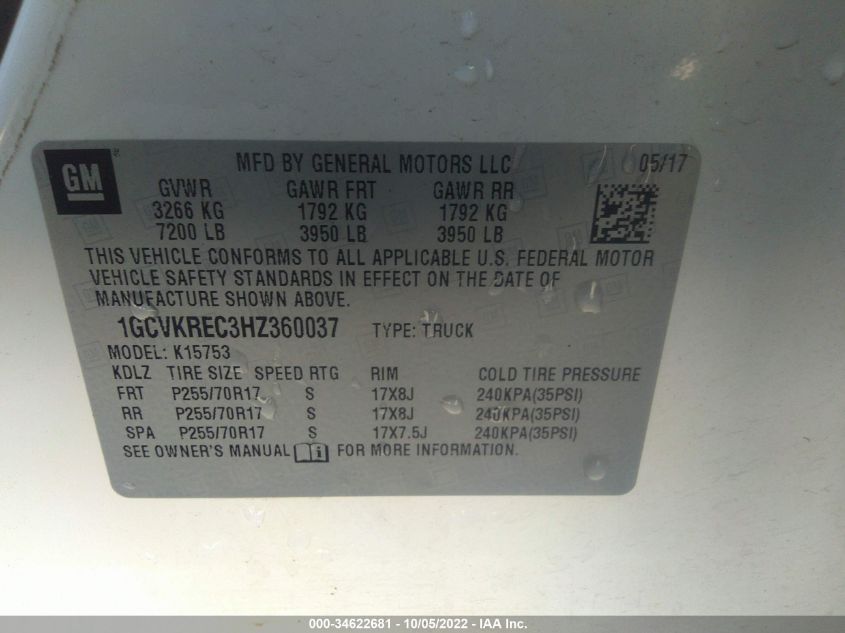 GM MFD BY GENERAL MOTORS LLC 05/17
GVWR GAWR FRT GAWR RR
3266 KG 1792 KG 1792 KG
7200 LB 3950 LB 3950 LB
THIS VEHICLE CONFORMS TO ALL APPLICABLE U.S. FEDERAL MOTOR
VEHICLE SAFETY STANDARDS IN EFFECT ON THE DATE OF
MANUFACTURE SHOWN ABOVE.
1GCVKREC3HZ360037 TYPE: TRUCK
MODEL: K15753
KDLZ TIRE SIZE SPEED RTG RIM COLD TIRE PRESSURE
FRT P255/70R17 S 17X8J 240KPA(35PSI)
RR P255/70R17 S 17X8J 240KPA(35PSI)
SPA P255/70R17 S 17X7.5J 240KPA(35PSI)
SEE OWNER'S MANUAL FOR MORE INFORMATION.
000-34622681 - 10/05/2022 - IAA Inc.